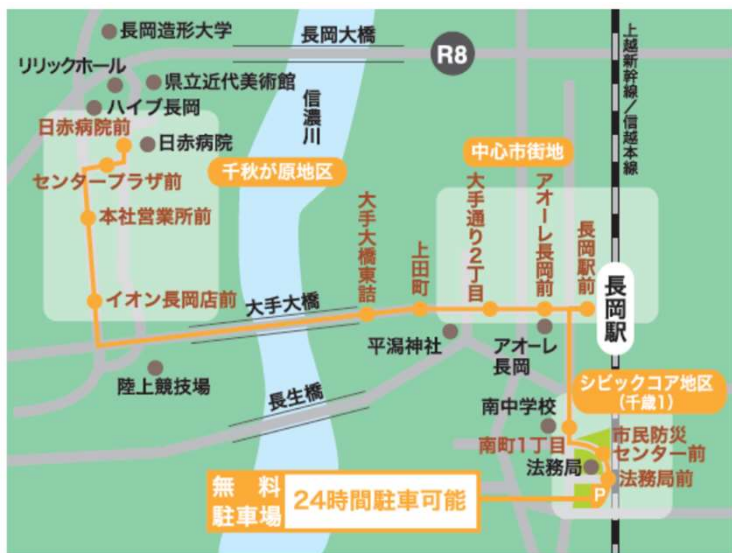 長岡造形大学
長岡大橋
R8
上越新幹線/信越本線
リリックホール
県立近代美術館
ハイブ長岡
信濃川
日赤病院前
日赤病院
センタープラザ前
千秋が原地区
中心市街地
本社営業所前
大手大橋東詰
上田町
大手通り2丁目
アオーレ長岡前
長岡駅前
長岡駅
イオン長岡店前
大手大橋
平潟神社
アオーレ
長岡
陸上競技場
長生橋
シビックコア地区
(千歳1)
南中学校
南町1丁目
市民防災
センター前
法務局
法務局前
P
無料
駐車場
24時間駐車可能